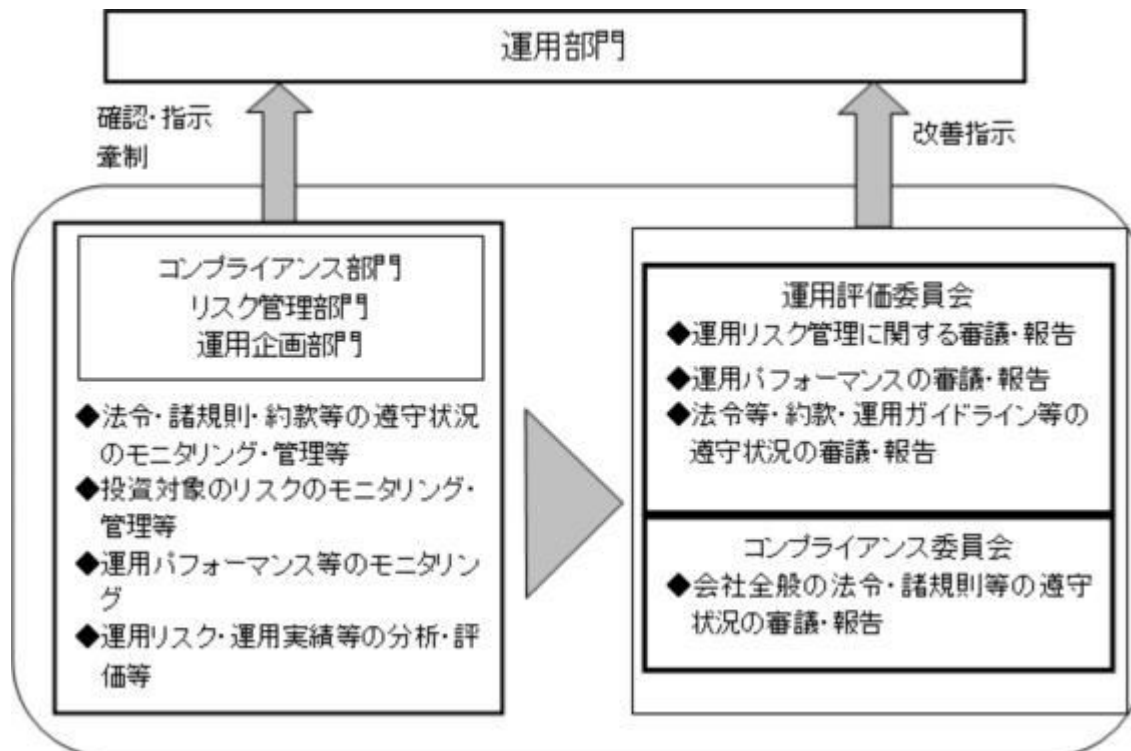 運用部門
確認・指示
牽制
改善指示
コンプライアンス部門
リスク管理部門
運用企画部門
◆法令・諸規則・約款等の遵守状況
のモニタリング・管理等
◆投資対象のリスクのモニタリング・
管理等
◆運用パフォーマンス等のモニタリン
グ
◆運用リスク・運用実績等の分析・評
価等
運用評価委員会
◆運用リスク管理に関する審議・報告
◆運用パフォーマンスの審議・報告
◆法令等・約款・運用ガイドライン等の
遵守状況の審議・報告
コンプライアンス委員会
◆会社全般の法令・諸規則等の遵守
状況の審議・報告